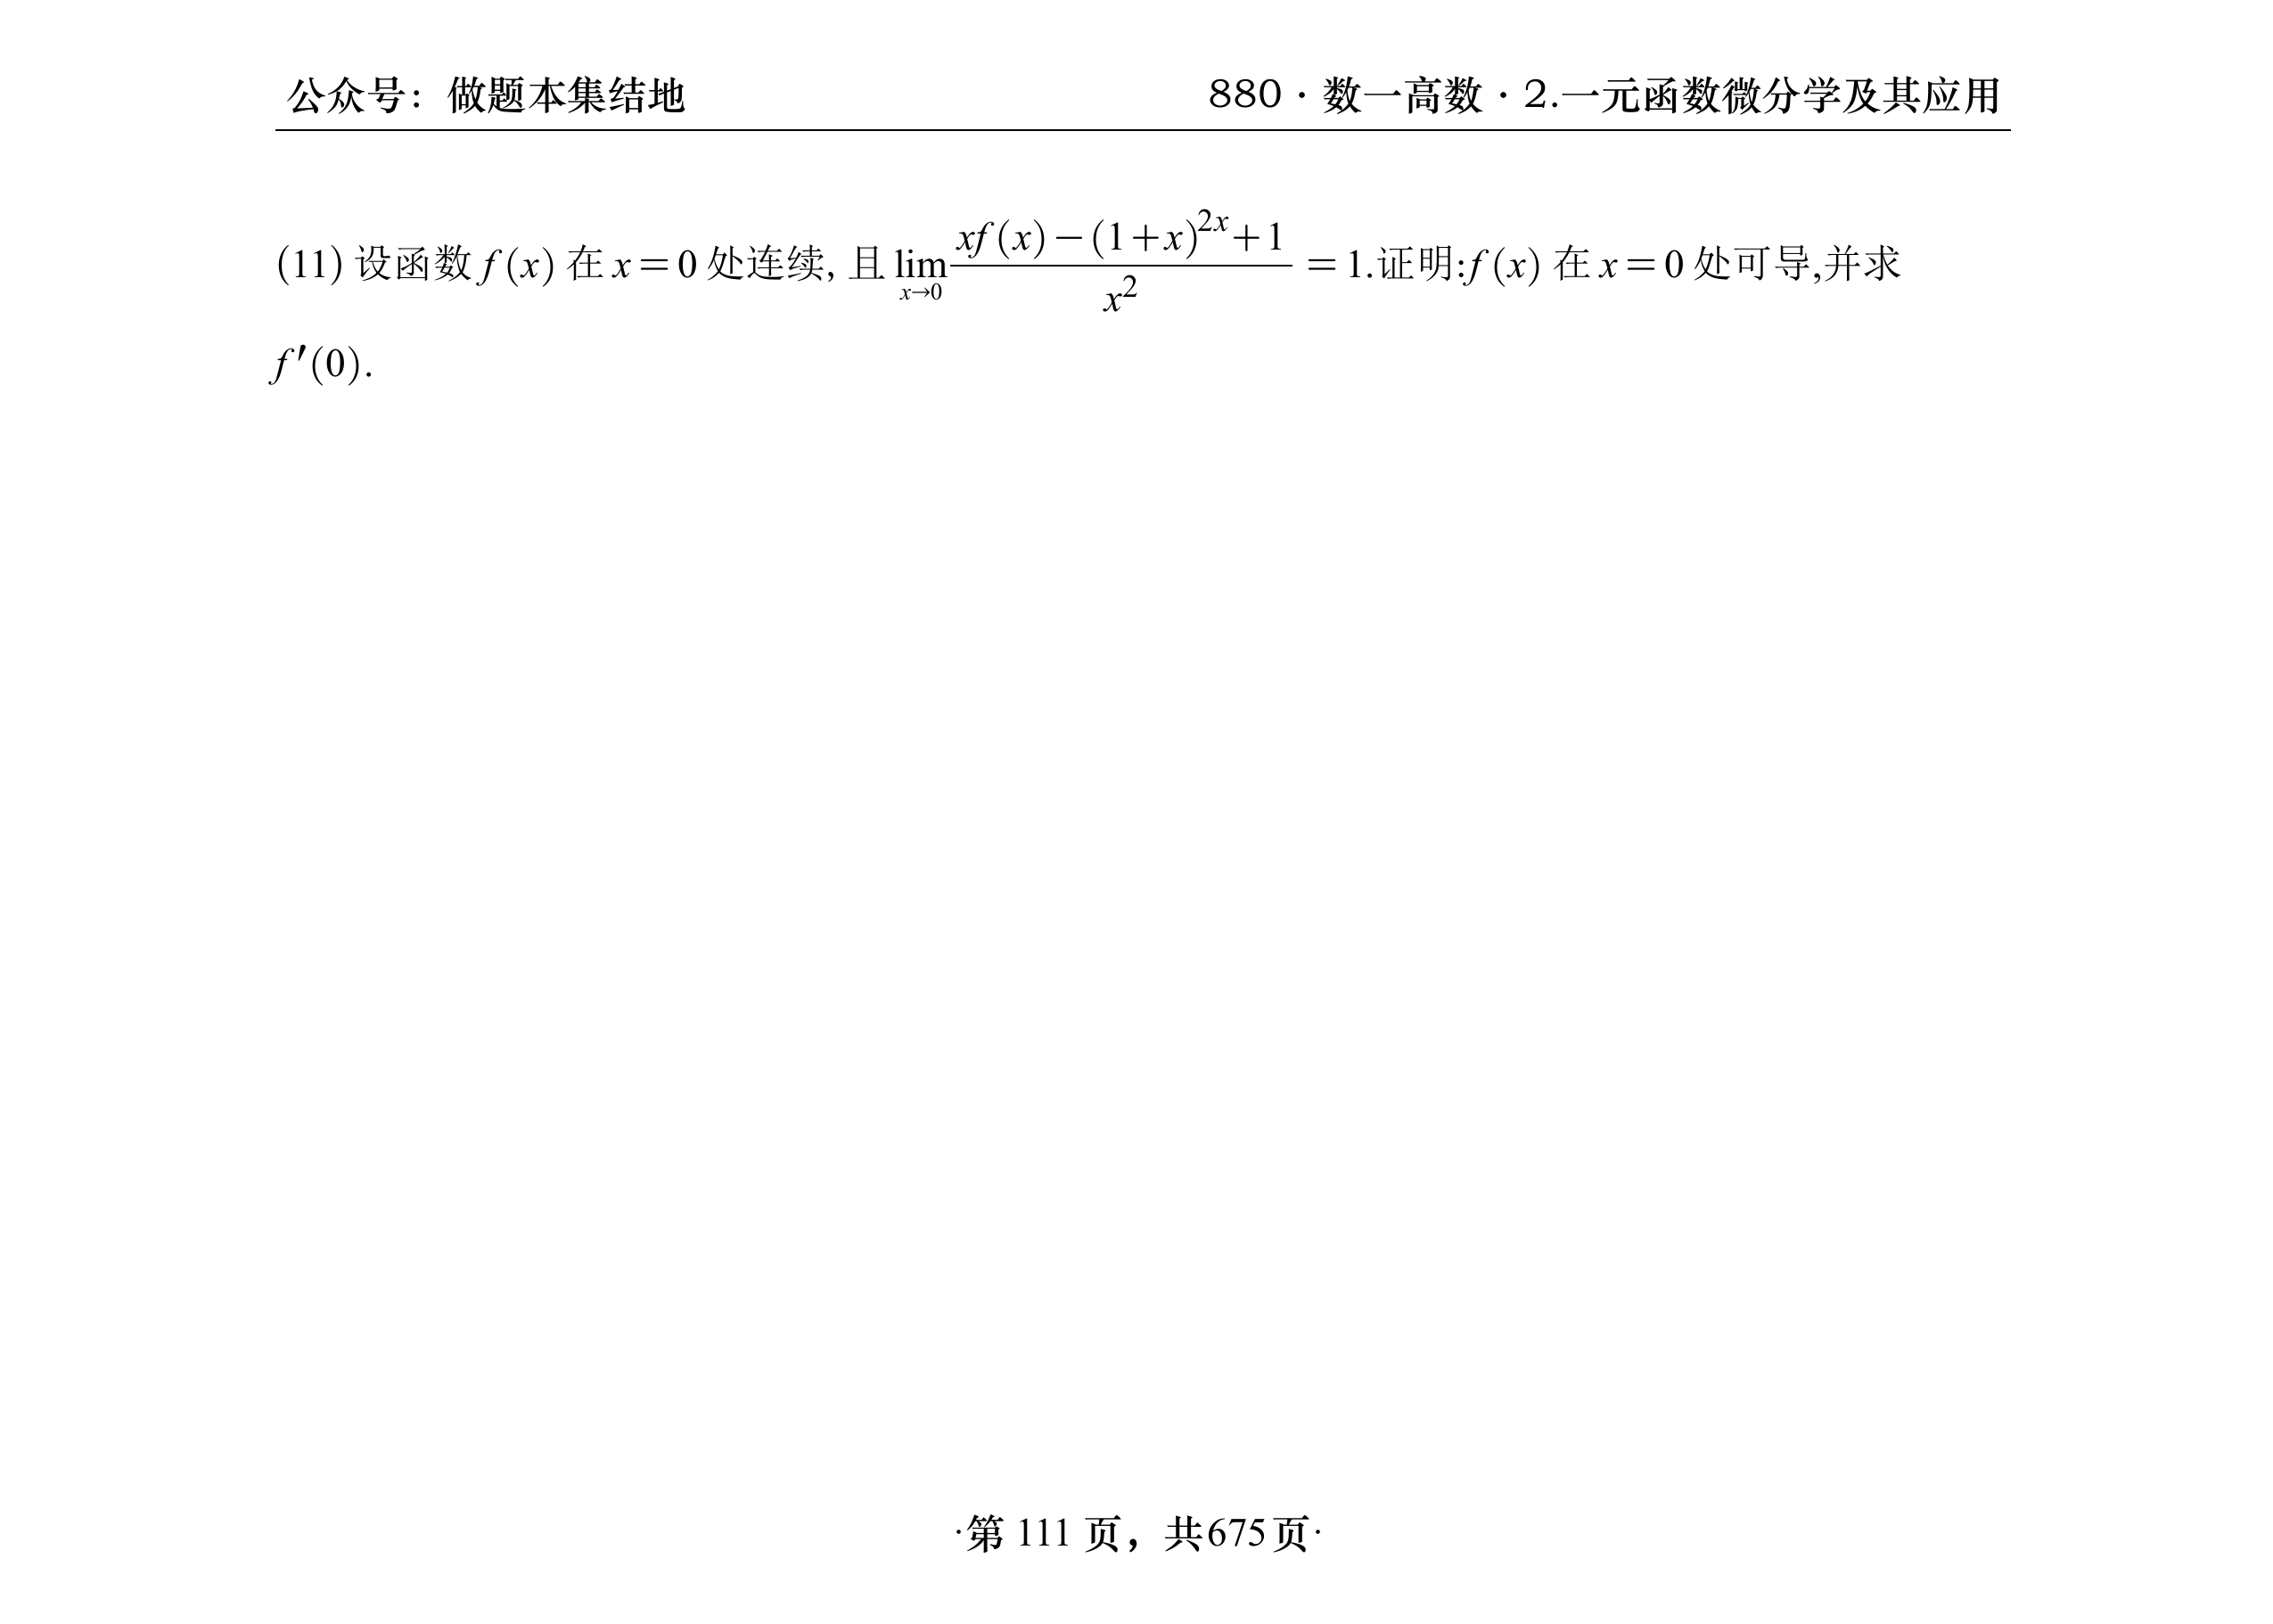 公众号：做题本集结地 880·数一高数·2.一元函数微分学及其应用
(11) 设函数 f(x) 在 x=0 处连续, 且 \lim_{x→0} \frac{xf(x)-(1+x)^{2x}+1}{x^2} =1.证明:f(x) 在 x=0 处可导,并求
f′(0).
·第 111 页，共675页·